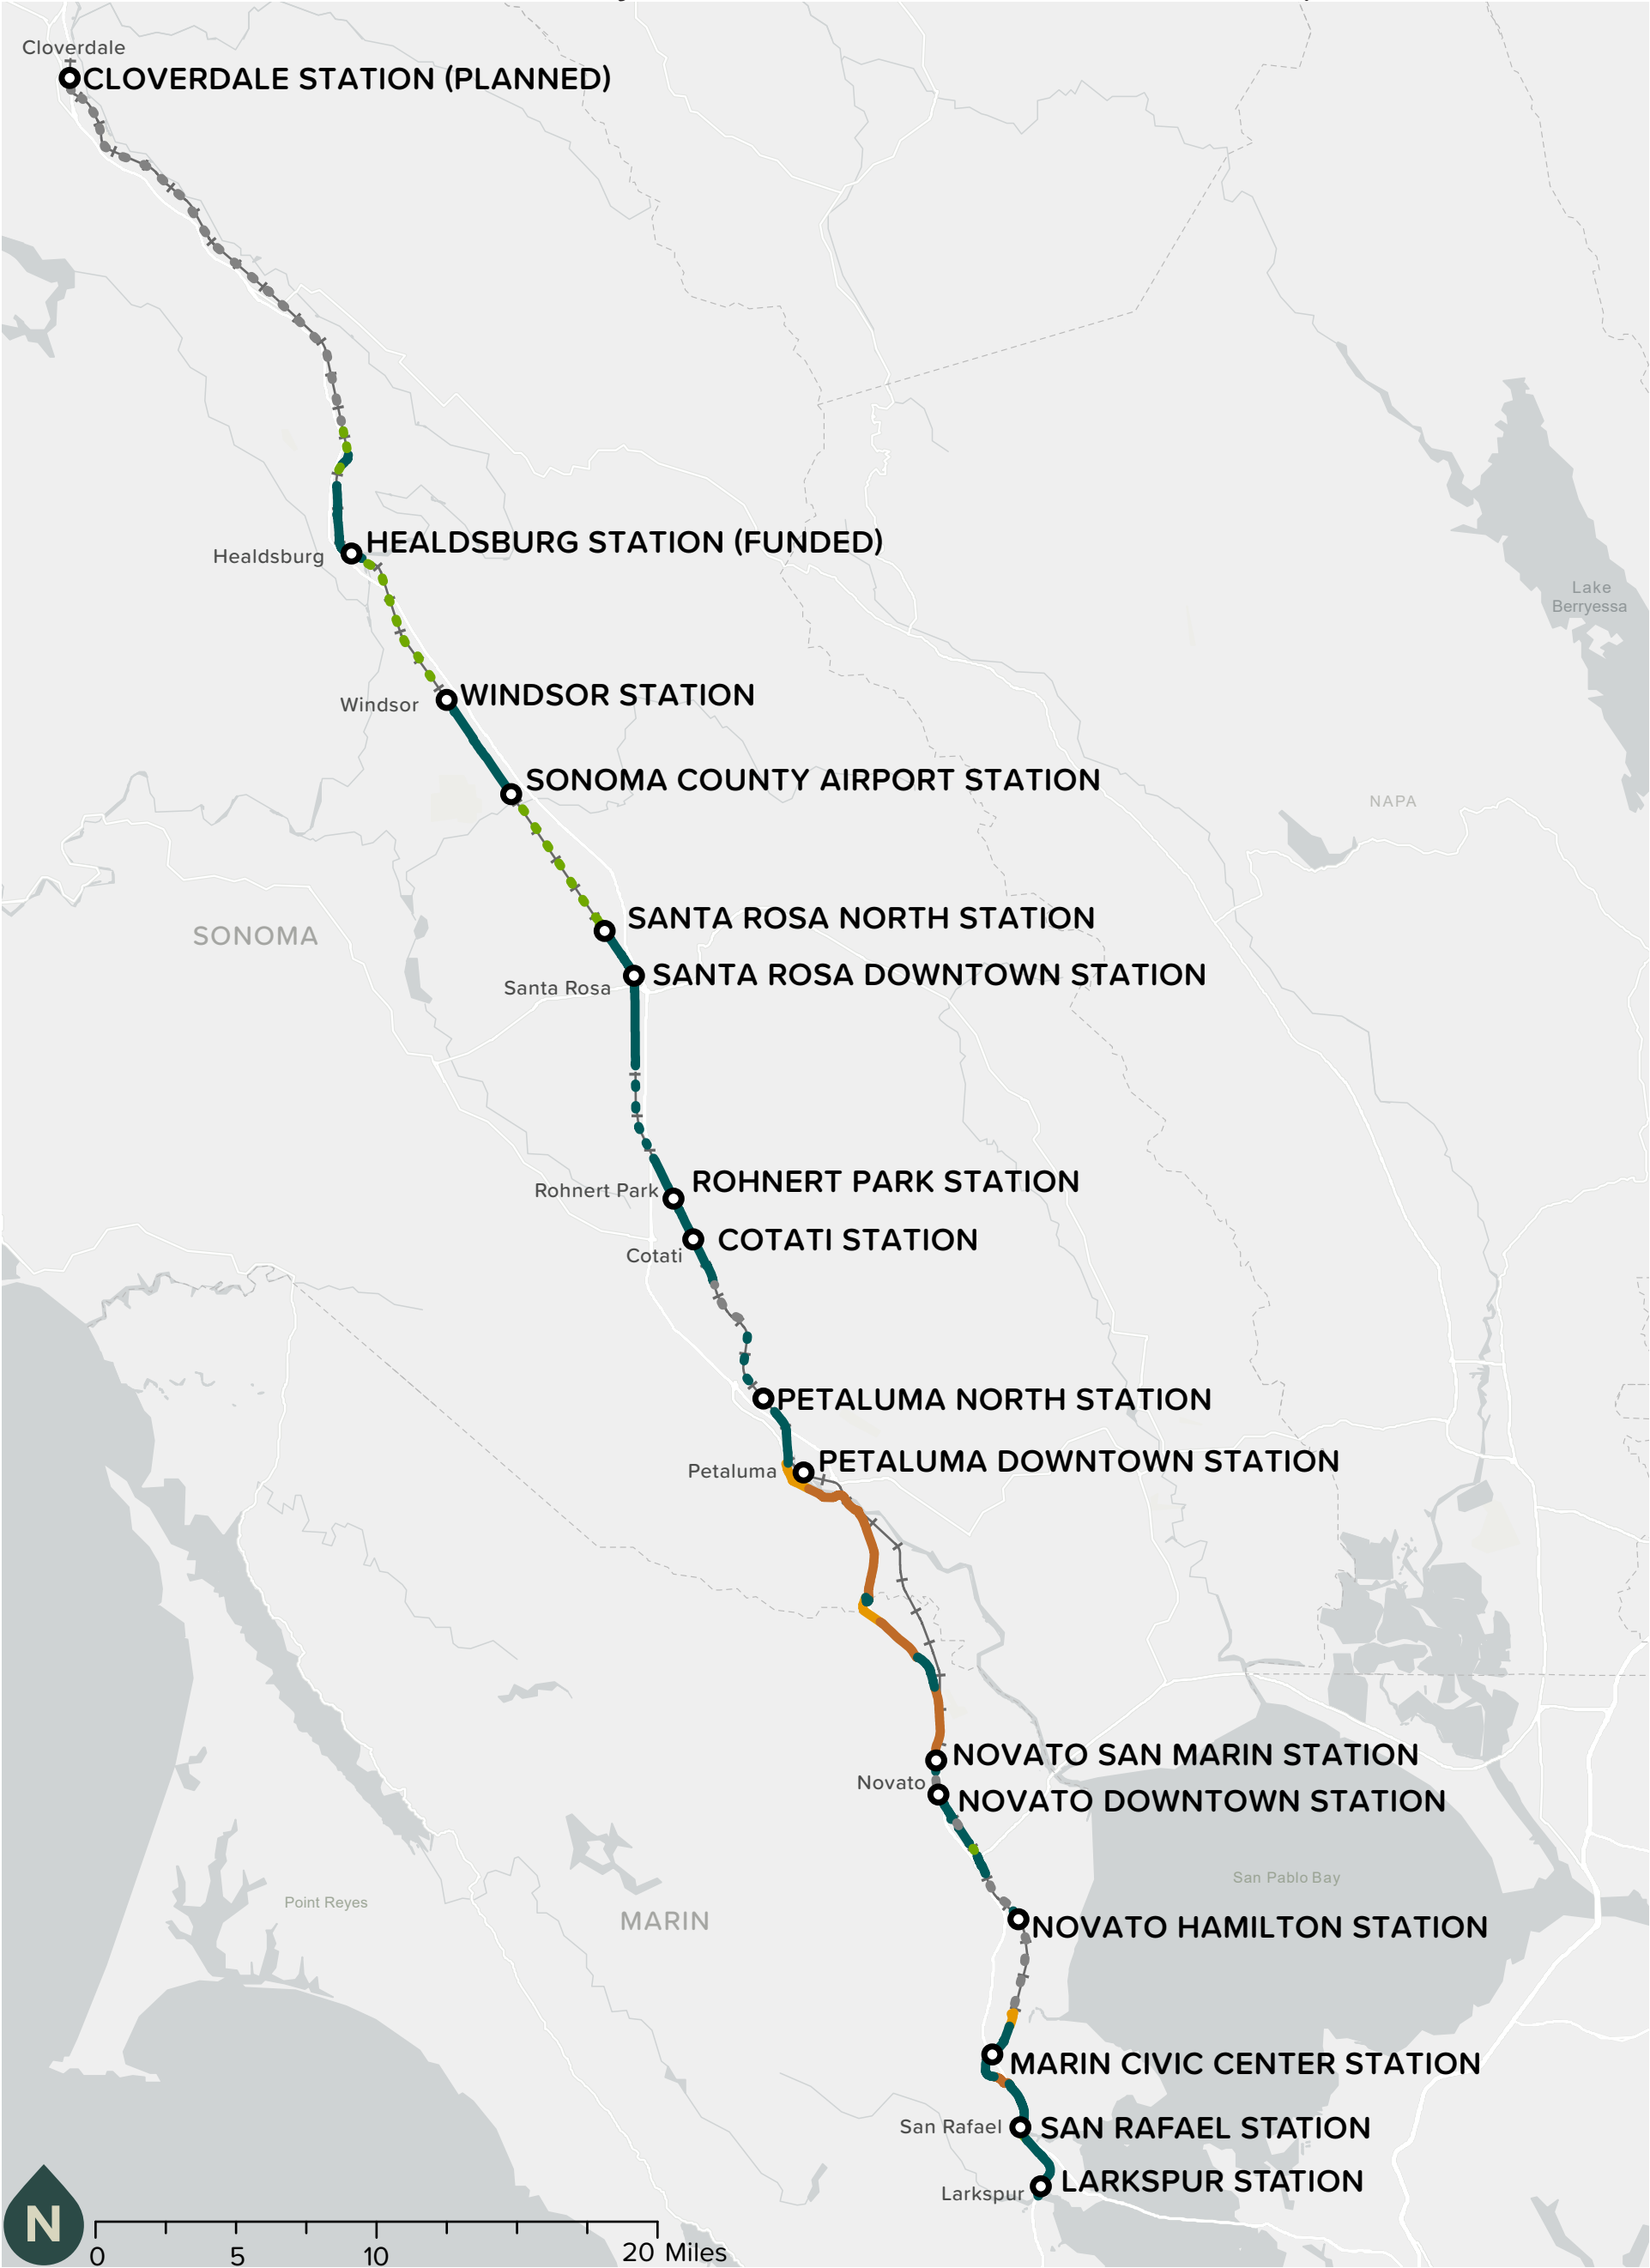 Cloverdale
CLOVERDALE STATION (PLANNED)
HEALDSBURG STATION (FUNDED)
Healdsburg
Lake
Berryessa
WINDSOR STATION
Windsor
SONOMA COUNTY AIRPORT STATION
NAPA
SANTA ROSA NORTH STATION
SONOMA
SANTA ROSA DOWNTOWN STATION
Santa Rosa
ROHNERT PARK STATION
Rohnert Park
COTATI STATION
Cotati
PETALUMA NORTH STATION
PETALUMA DOWNTOWN STATION
Petaluma
NOVATO SAN MARIN STATION
Novato
NOVATO DOWNTOWN STATION
San Pablo Bay
Point Reyes
MARIN
NOVATO HAMILTON STATION
MARIN CIVIC CENTER STATION
San Rafael
SAN RAFAEL STATION
LARKSPUR STATION
Larkspur
N
0 5 10 20 Miles